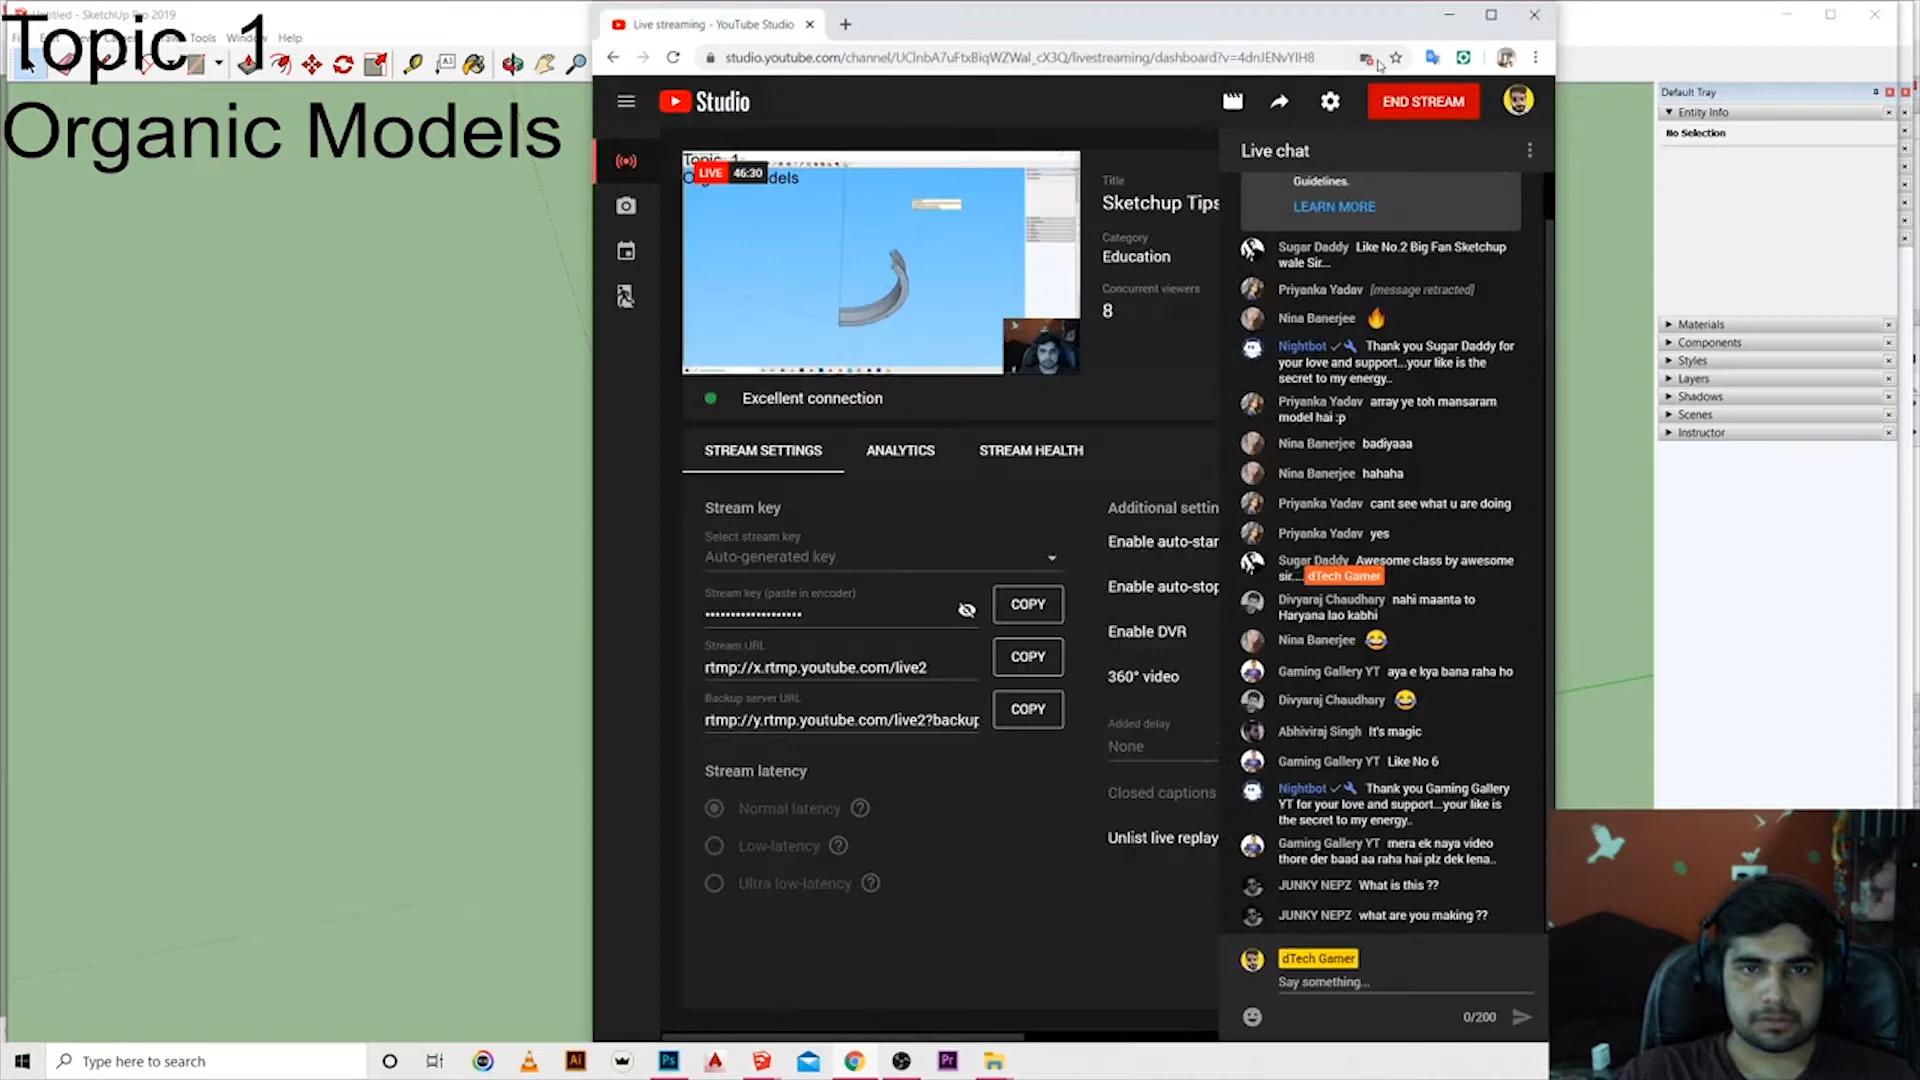 Untitled - SketchUp Pro 2019
Topic 1
Organic Models
Tools
Window
Help
Live streaming - YouTube Studio
studio.youtube.com/channel/UClnbA7uFtxBiqWZWaI_cX3Q/livestreaming/dashboard?v=4dnJENvYIH8
Studio
END STREAM
LIVE 46:30
Title
Sketchup Tips
Category
Education
Concurrent viewers
8
Excellent connection
STREAM SETTINGS
ANALYTICS
STREAM HEALTH
Stream key
Select stream key
Auto-generated key
Stream key (paste in encoder)
COPY
Stream URL
rtmp://x.rtmp.youtube.com/live2
COPY
Backup server URL
rtmp://y.rtmp.youtube.com/live2?backup
COPY
Stream latency
Normal latency
Low-latency
Ultra low-latency
Additional settin
Enable auto-star
Enable auto-stop
Enable DVR
360° video
Added delay
None
Closed captions
Unlist live replay
Live chat
Guidelines.
LEARN MORE
Sugar Daddy Like No.2 Big Fan Sketchup
wale Sir...
Priyanka Yadav [message retracted]
Nina Banerjee 🔥
Nightbot Thank you Sugar Daddy for
your love and support...your like is the
secret to my energy..
Priyanka Yadav array ye toh mansaram
model hai :p
Nina Banerjee badiyaaa
Nina Banerjee hahaha
Priyanka Yadav cant see what u are doing
Priyanka Yadav yes
Sugar Daddy Awesome class by awesome
sir.... dTech Gamer
Divyaraj Chaudhary nahi maanta to
Haryana lao kabhi
Nina Banerjee 😂
Gaming Gallery YT aya e kya bana raha ho
Divyaraj Chaudhary 😂
Abhiviraj Singh It's magic
Gaming Gallery YT Like No 6
Nightbot Thank you Gaming Gallery
YT for your love and support...your like is
the secret to my energy..
Gaming Gallery YT mera ek naya video
thore der baad aa raha hai plz dek lena..
JUNKY NEPZ What is this ??
JUNKY NEPZ what are you making ??
dTech Gamer
Say something...
0/200
Default Tray
Entity Info
No Selection
Materials
Components
Styles
Layers
Shadows
Scenes
Instructor
Type here to search
Ai
Ps
Pr